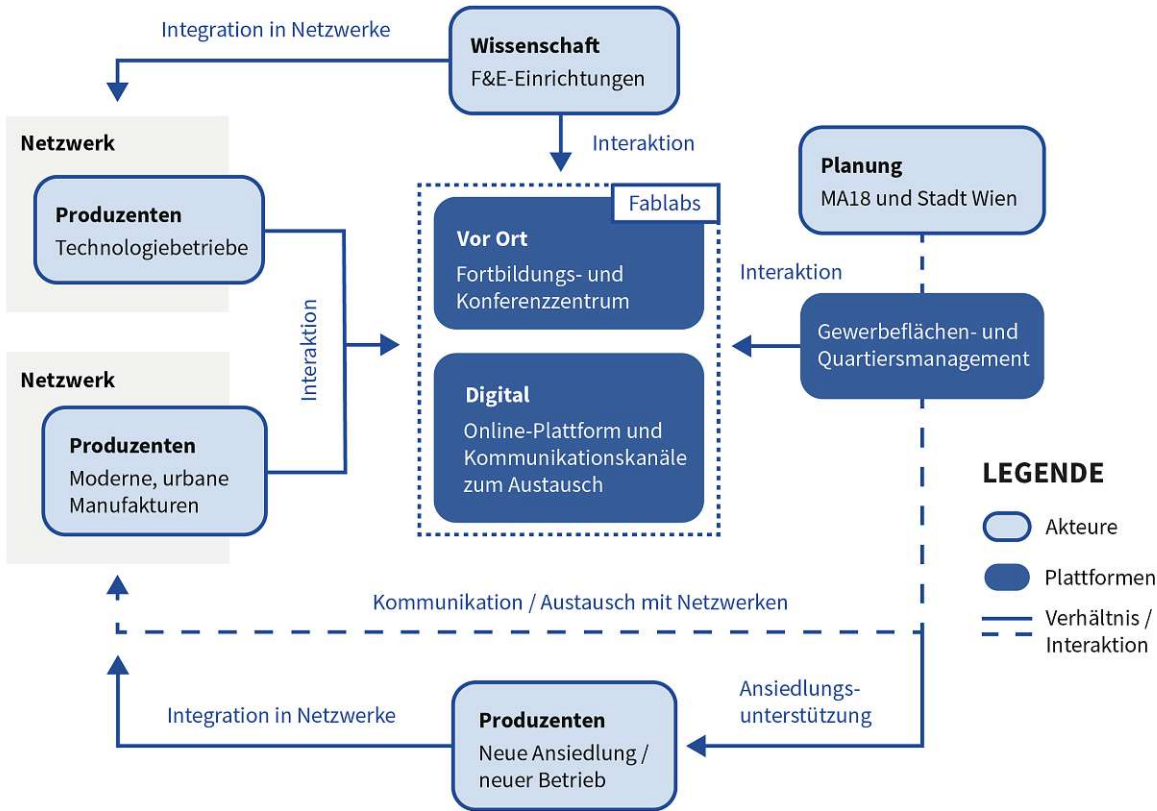 Integration in Netzwerke
Wissenschaft
F&E-Einrichtungen
Interaktion
Netzwerk
Produzenten
Technologiebetriebe
Planung
MA18 und Stadt Wien
Fablabs
Vor Ort
Fortbildungs- und
Konferenzzentrum
Interaktion
Interaktion
Gewerbeflächen- und
Quartiersmanagement
Netzwerk
Produzenten
Moderne, urbane
Manufakturen
Digital
Online-Plattform und
Kommunikationskanäle
zum Austausch
LEGENDE
Akteure
Plattformen
Verhältnis /
Interaktion
Kommunikation / Austausch mit Netzwerken
Integration in Netzwerke
Produzenten
Neue Ansiedlung /
neuer Betrieb
Ansiedlungs-
unterstützung